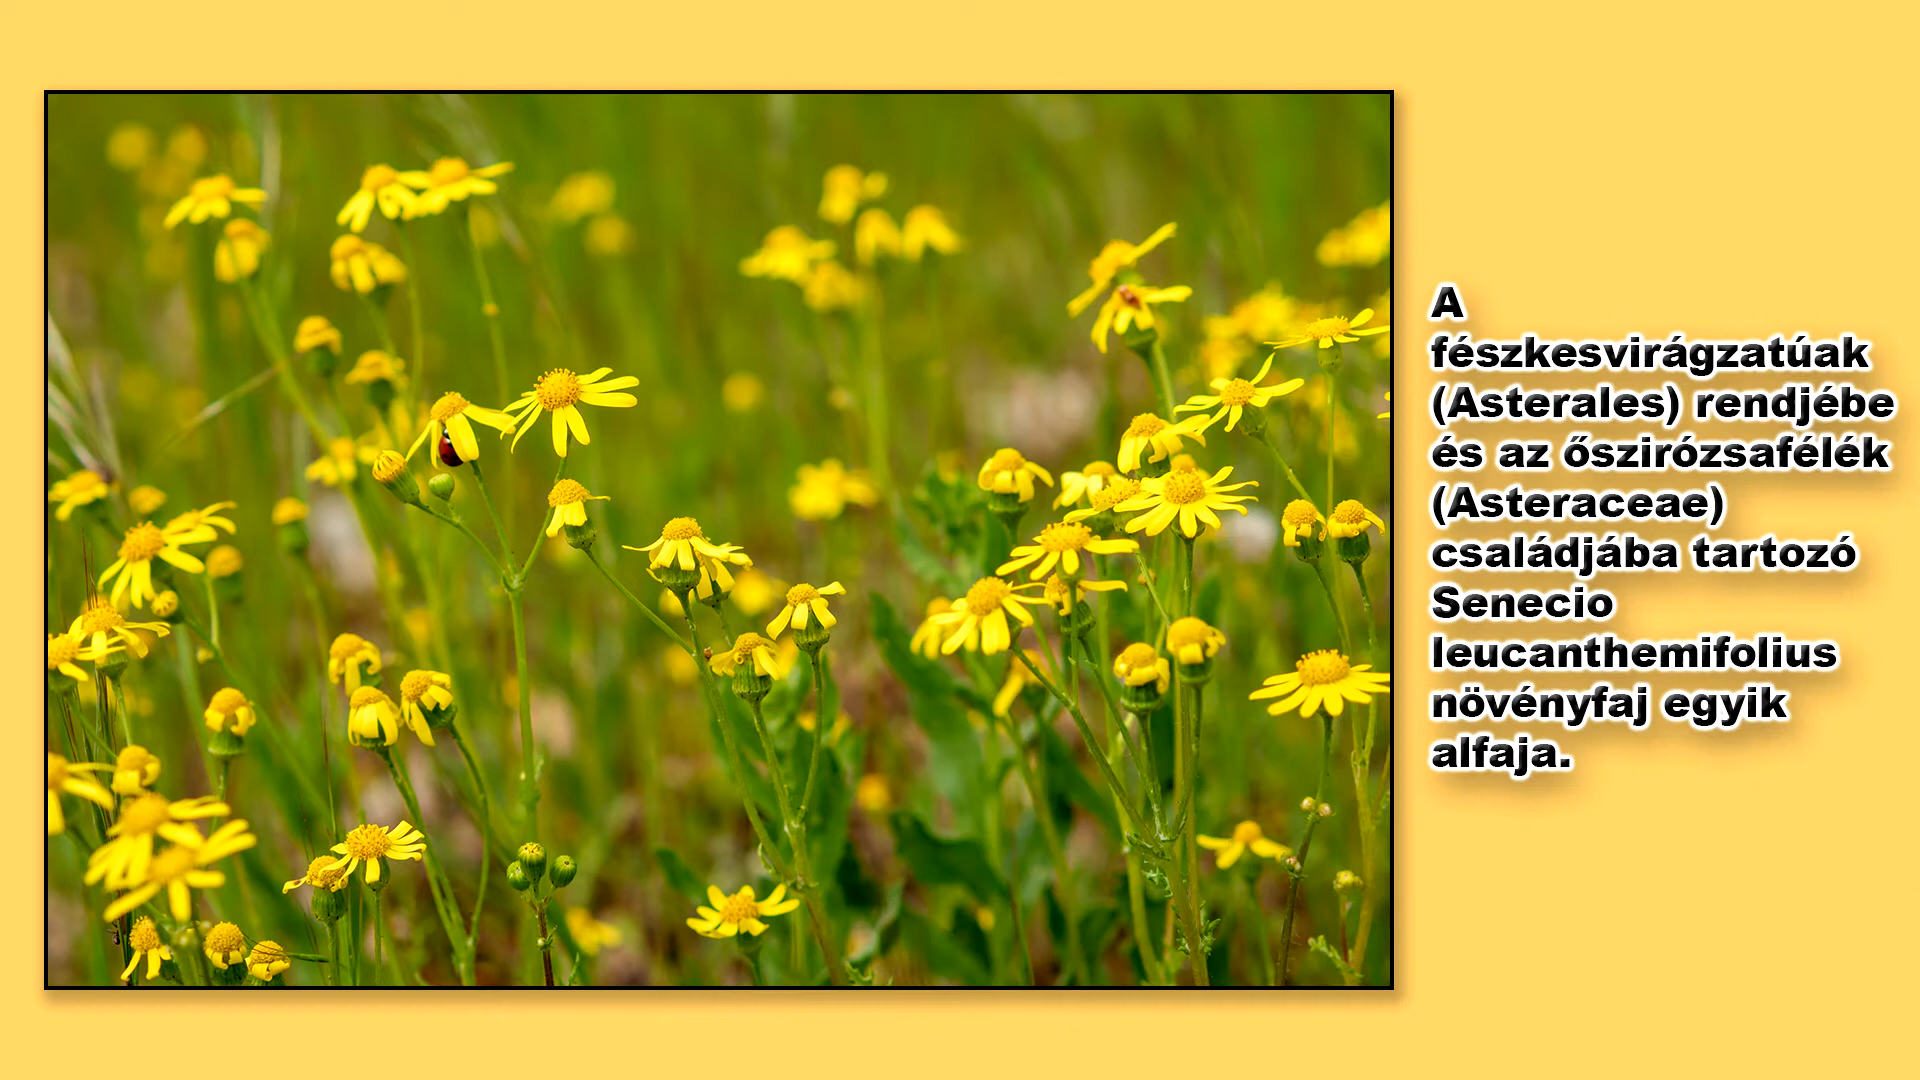 A
fészkesvirágzatúak
(Asterales) rendjébe
és az őszirózsafélék
(Asteraceae)
családjába tartozó
Senecio
leucanthemifolius
növényfaj egyik
alfaja.